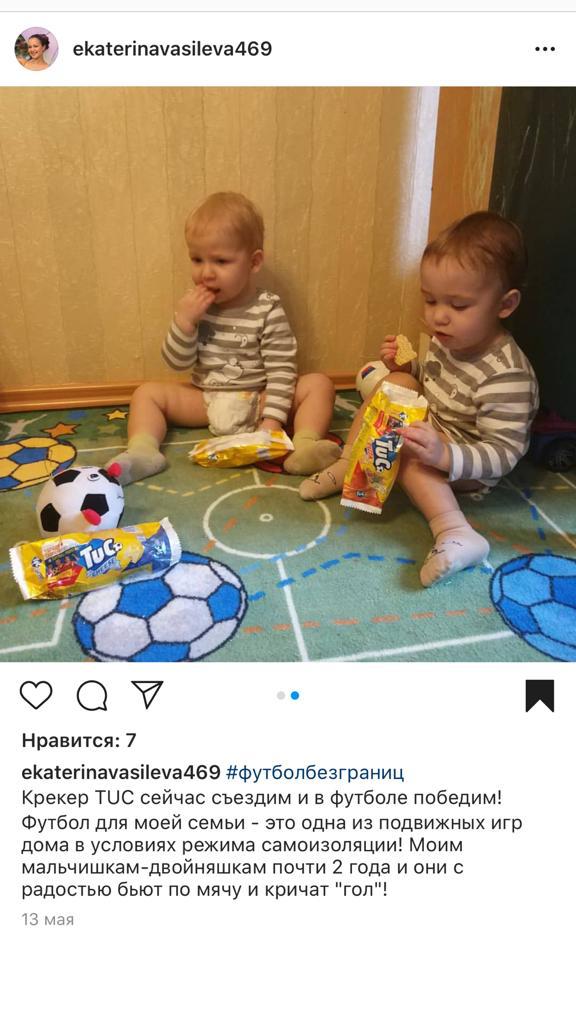 ekaterinavasileva469
TUC
TUC
Нравится: 7
ekaterinavasileva469 #футболбезграниц
Крекер TUC сейчас съездим и в футболе победим!
Футбол для моей семьи - это одна из подвижных игр
дома в условиях режима самоизоляции! Моим
мальчишкам-двойняшкам почти 2 года и они с
радостью бьют по мячу и кричат "гол"!
13 мая